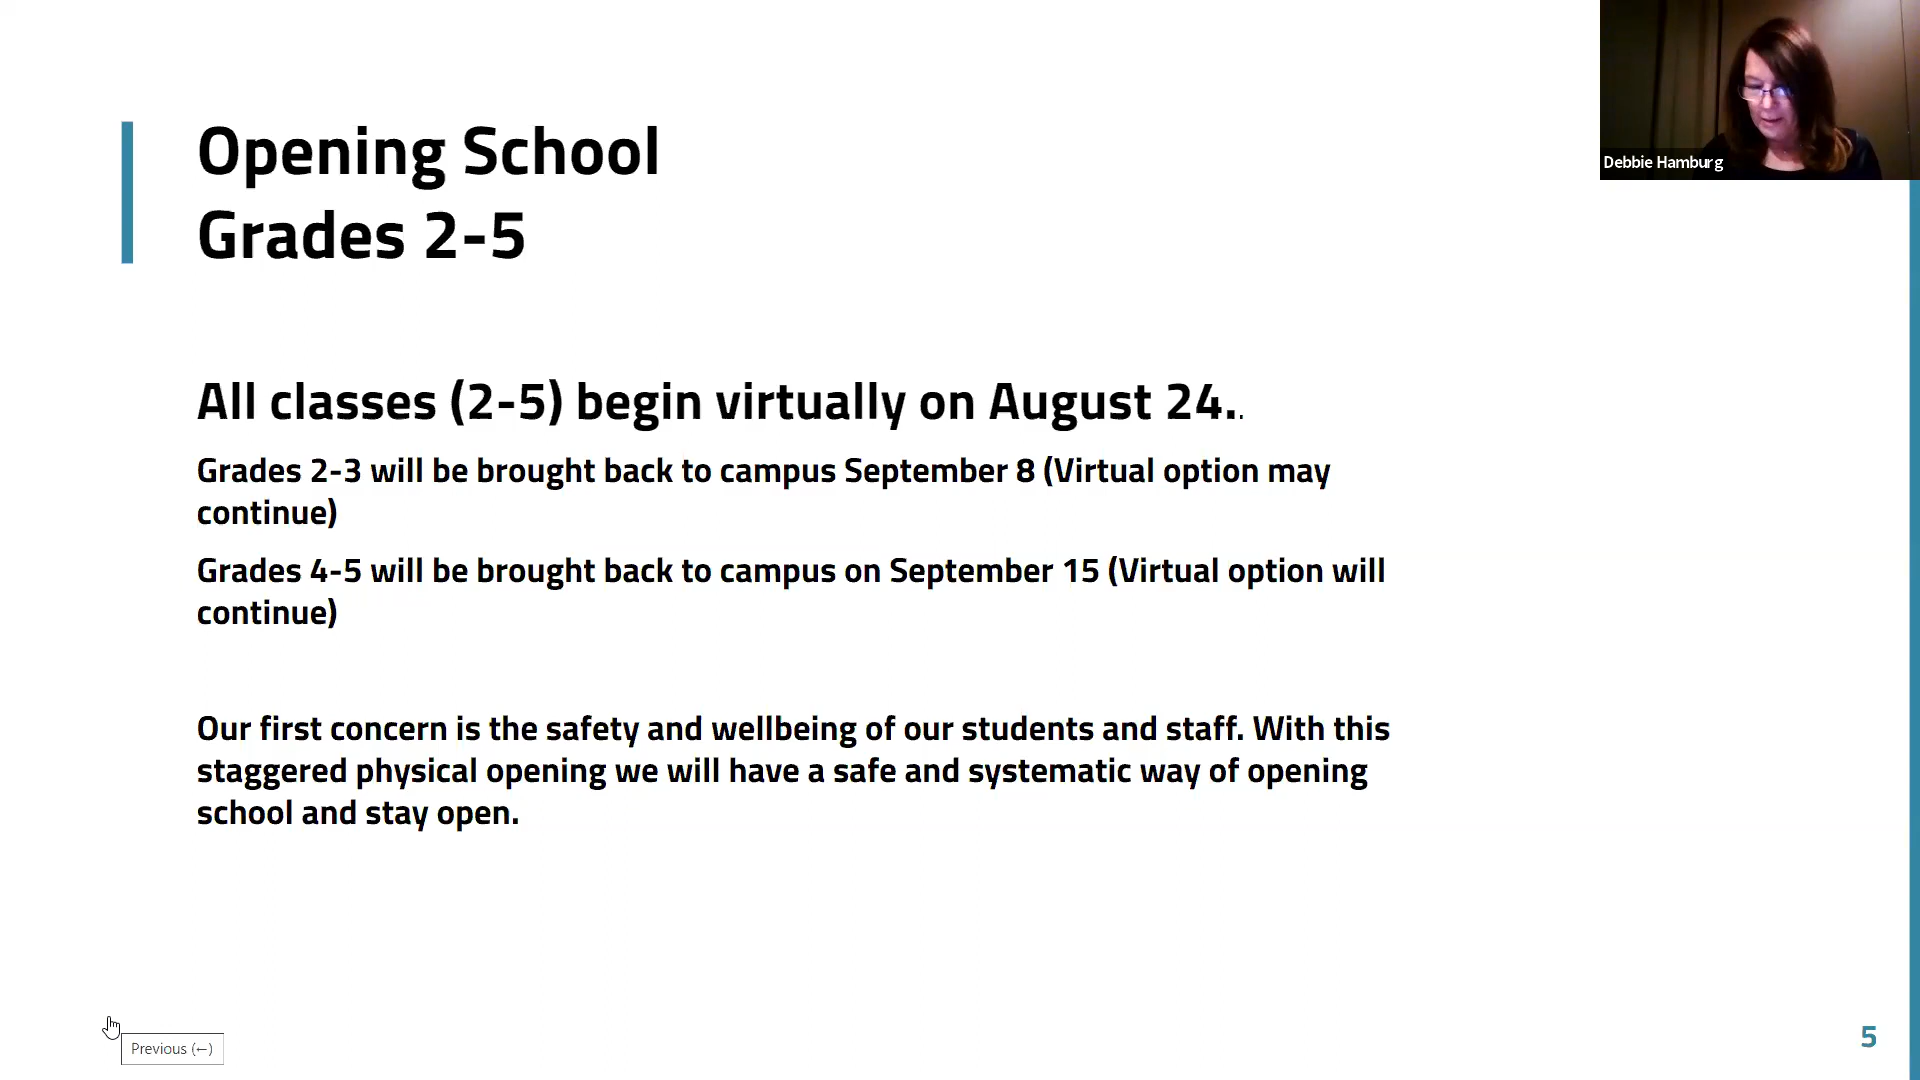 Opening School
Grades 2-5
Debbie Hamburg
All classes (2-5) begin virtually on August 24..
Grades 2-3 will be brought back to campus September 8 (Virtual option may
continue)
Grades 4-5 will be brought back to campus on September 15 (Virtual option will
continue)
Our first concern is the safety and wellbeing of our students and staff. With this
staggered physical opening we will have a safe and systematic way of opening
school and stay open.
Previous (←)
5